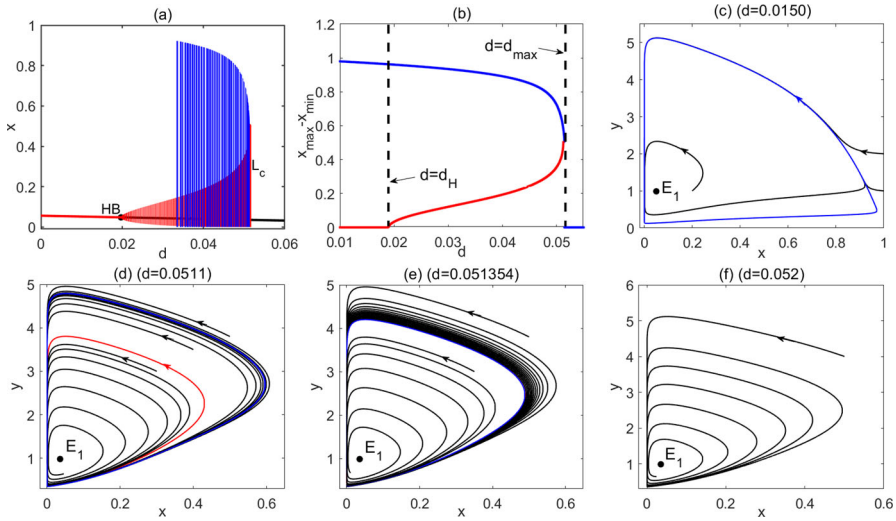 (a)
x
1
0.8
0.6
0.4
0.2
0
HB
L_c
0
0.02
0.04
0.06
d
(b)
x_max-x_min
1.2
1
0.8
0.6
0.4
0.2
0
d=d_max
d=d_H
0.01
0.02
0.03
0.04
0.05
d
(c) (d=0.0150)
y
5
4
3
2
1
0
E_1
0
0.2
0.4
0.6
0.8
1
x
(d) (d=0.0511)
y
5
4
3
2
1
E_1
0
0.2
0.4
0.6
x
(e) (d=0.051354)
y
5
4
3
2
1
E_1
0
0.2
0.4
0.6
x
(f) (d=0.052)
y
6
5
4
3
2
1
E_1
0
0.2
0.4
0.6
x